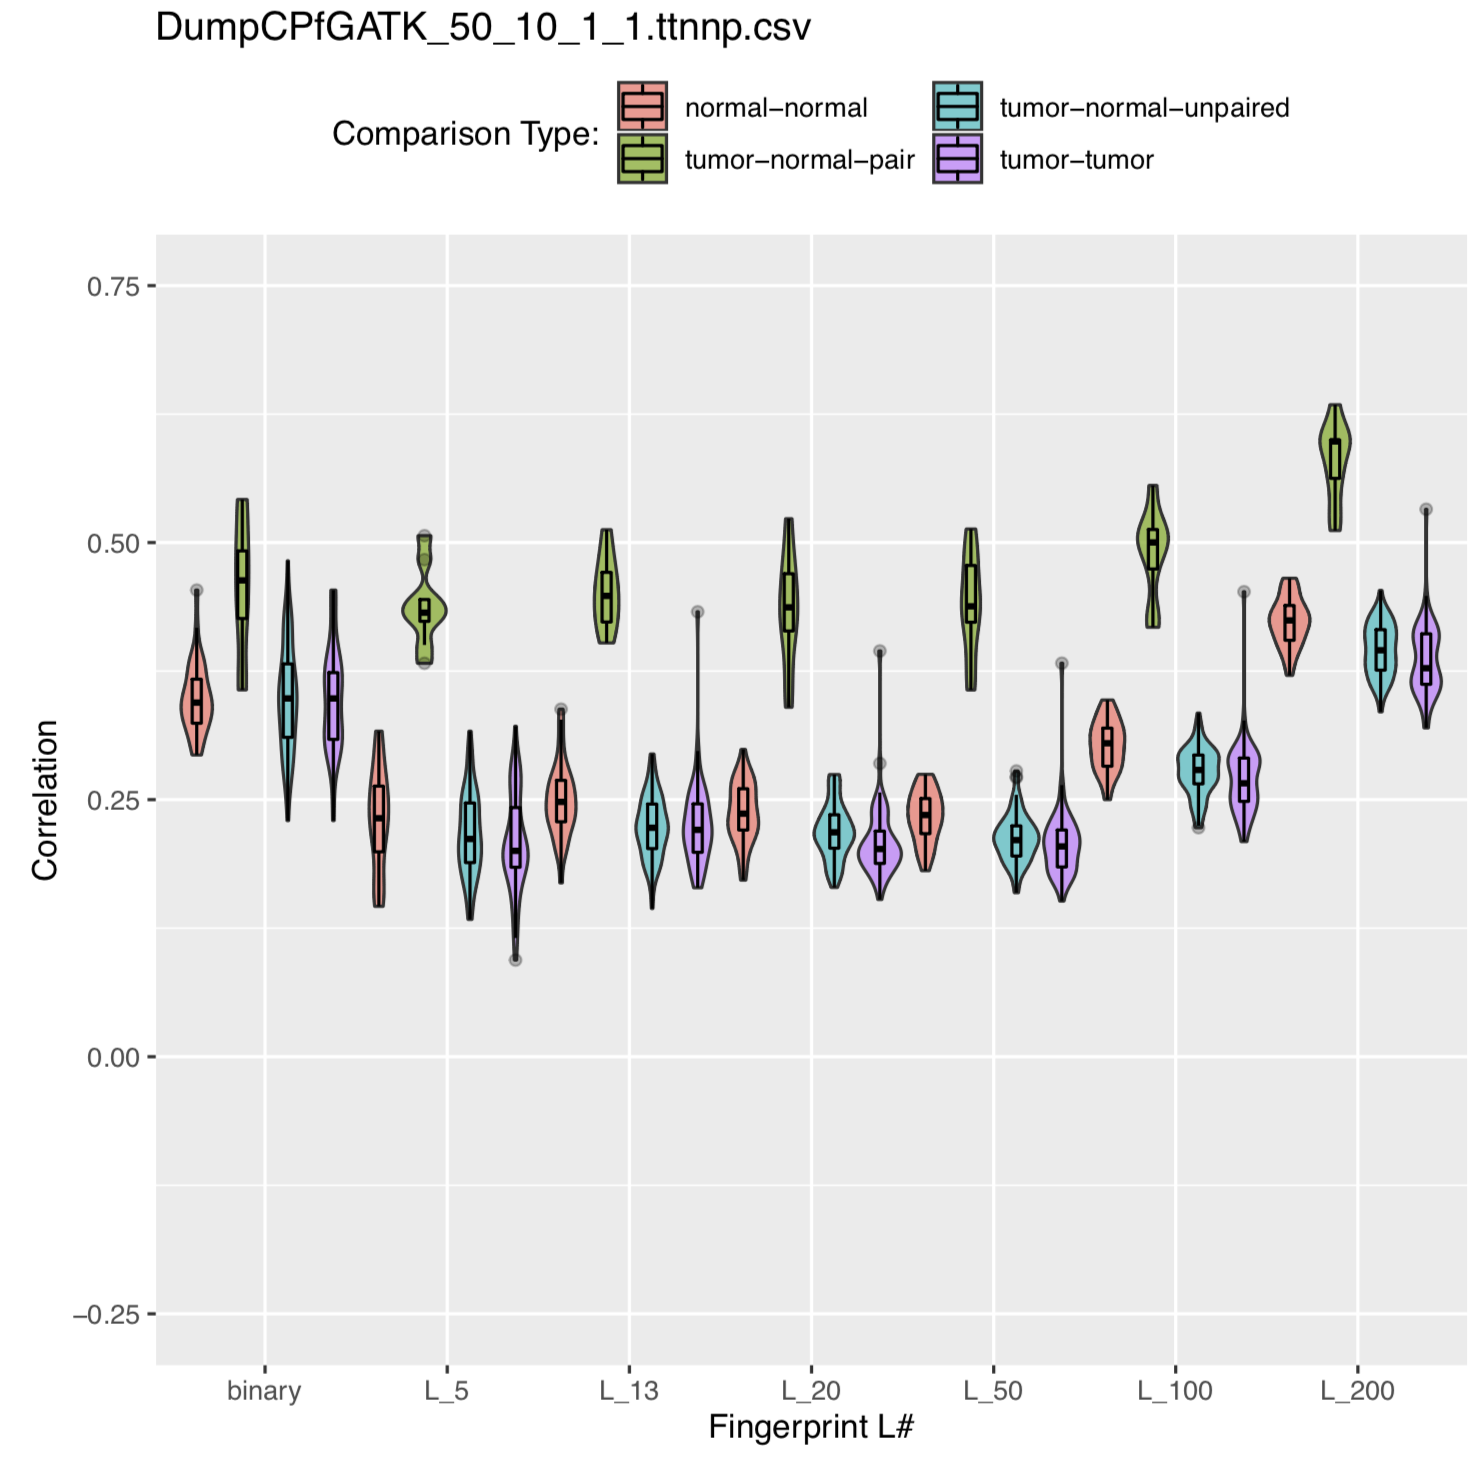 DumpCPfGATK_50_10_1_1.ttnnp.csv
Comparison Type:
normal−normal
tumor−normal−pair
tumor−normal−unpaired
tumor−tumor
Correlation
0.75
0.50
0.25
0.00
−0.25
binary L_5 L_13 L_20 L_50 L_100 L_200
Fingerprint L#